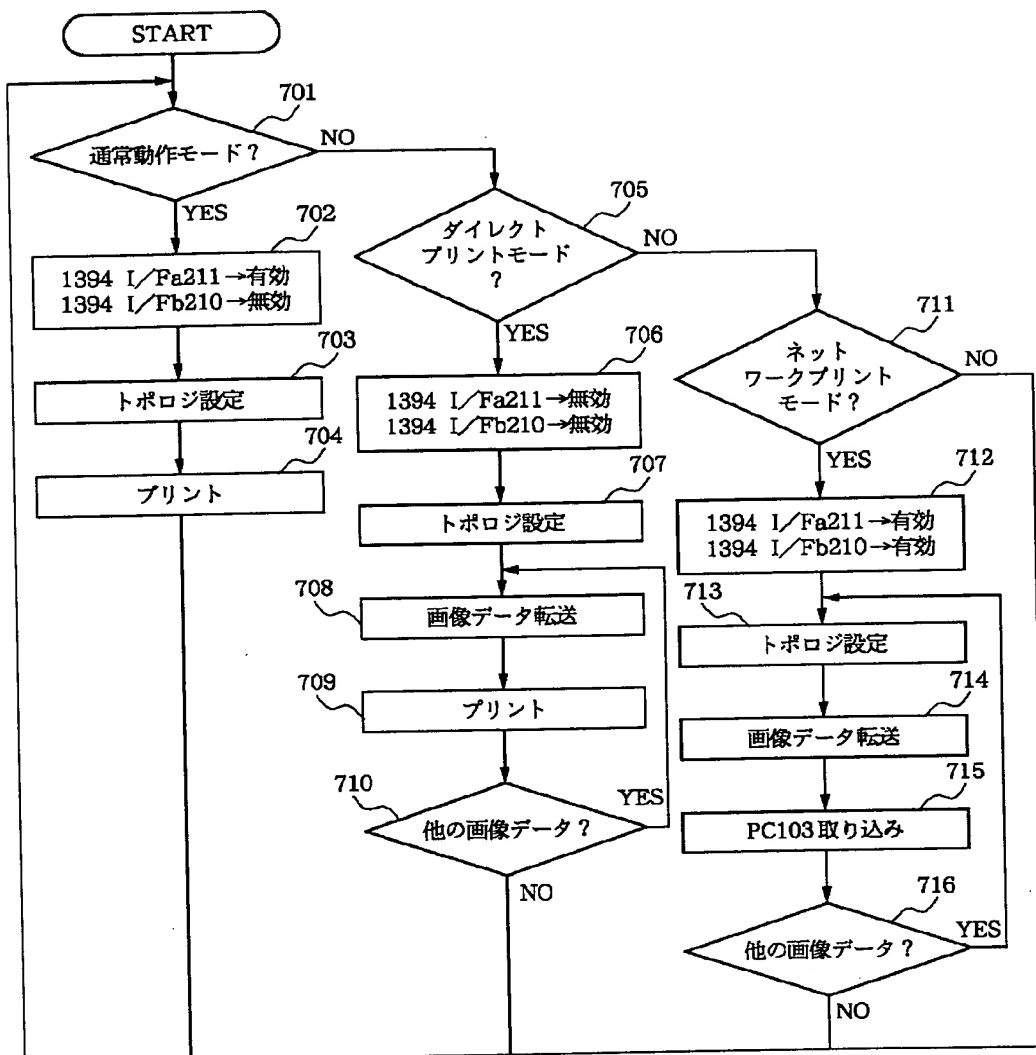 START
701
通常動作モード?
NO
YES
702
1394 I/Fa211→有効
1394 I/Fb210→無効
703
トポロジ設定
704
プリント
705
ダイレクト
プリントモード
?
NO
YES
706
1394 I/Fa211→無効
1394 I/Fb210→無効
707
トポロジ設定
708
画像データ転送
709
プリント
710
他の画像データ?
YES
NO
711
ネット
ワークプリント
モード?
NO
YES
712
1394 I/Fa211→有効
1394 I/Fb210→有効
713
トポロジ設定
714
画像データ転送
715
PC103取り込み
716
他の画像データ?
YES
NO